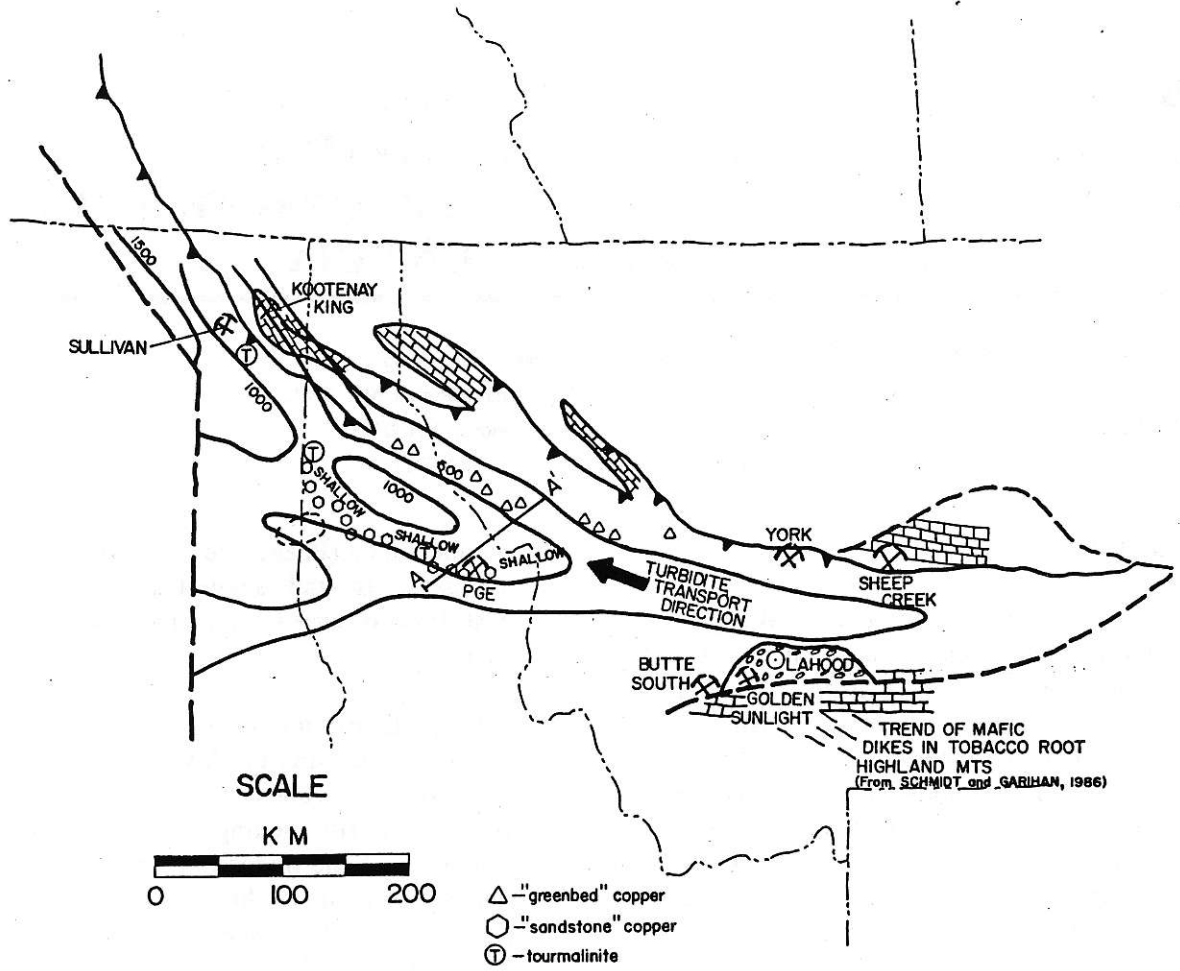 1500
KOOTENAY
KING
SULLIVAN
T
1000
T
SHALLOW
500
1000
A'
SHALLOW
T
SHALLOW
A
PGE
TURBIDITE
TRANSPORT
DIRECTION
YORK
SHEEP
CREEK
BUTTE
SOUTH
LAHOOD
GOLDEN
SUNLIGHT
TREND OF MAFIC
DIKES IN TOBACCO ROOT
HIGHLAND MTS
(From SCHMIDT and GARIHAN, 1986)
SCALE
KM
0 100 200
-"greenbed" copper
-"sandstone" copper
T -tourmalinite